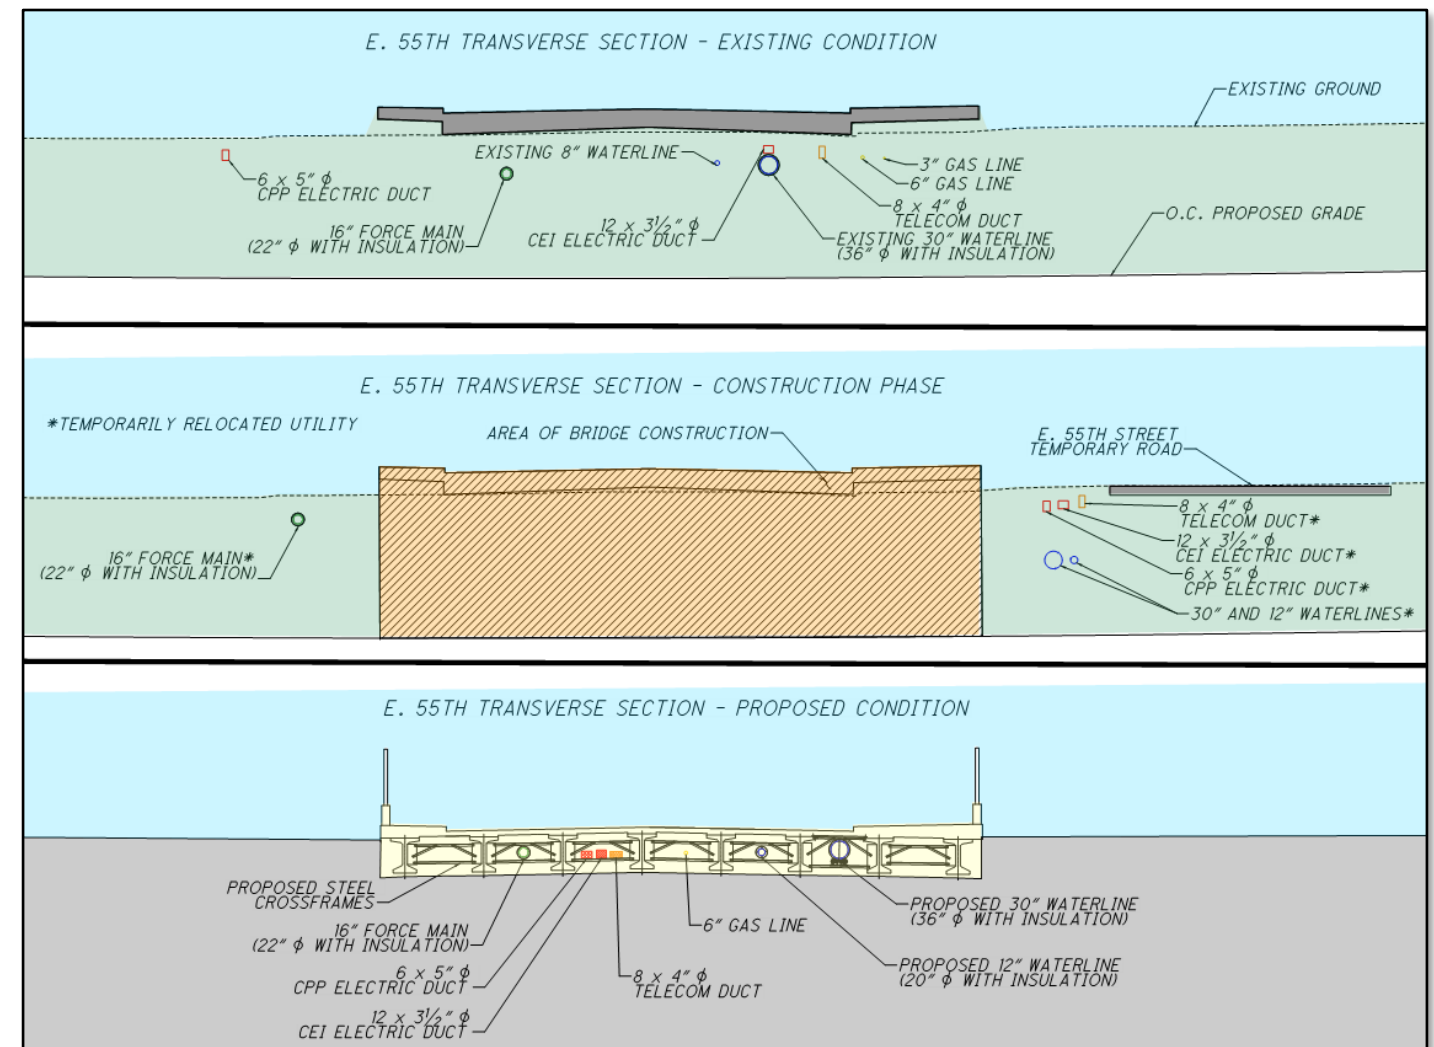 E. 55TH TRANSVERSE SECTION - EXISTING CONDITION
EXISTING GROUND
EXISTING 8" WATERLINE
3" GAS LINE
6" GAS LINE
6 x 5" ϕ
CPP ELECTRIC DUCT
8 x 4" ϕ
TELECOM DUCT
O.C. PROPOSED GRADE
16" FORCE MAIN
(22" ϕ WITH INSULATION)
12 x 3½" ϕ
CEI ELECTRIC DUCT
EXISTING 30" WATERLINE
(36" ϕ WITH INSULATION)
E. 55TH TRANSVERSE SECTION - CONSTRUCTION PHASE
*TEMPORARILY RELOCATED UTILITY
AREA OF BRIDGE CONSTRUCTION
E. 55TH STREET
TEMPORARY ROAD
8 x 4" ϕ
TELECOM DUCT*
12 x 3½" ϕ
CEI ELECTRIC DUCT*
16" FORCE MAIN*
(22" ϕ WITH INSULATION)
6 x 5" ϕ
CPP ELECTRIC DUCT*
30" AND 12" WATERLINES*
E. 55TH TRANSVERSE SECTION - PROPOSED CONDITION
PROPOSED STEEL
CROSSFRAMES
PROPOSED 30" WATERLINE
(36" ϕ WITH INSULATION)
16" FORCE MAIN
(22" ϕ WITH INSULATION)
6" GAS LINE
6 x 5" ϕ
CPP ELECTRIC DUCT
8 x 4" ϕ
TELECOM DUCT
PROPOSED 12" WATERLINE
(20" ϕ WITH INSULATION)
12 x 3½" ϕ
CEI ELECTRIC DUCT